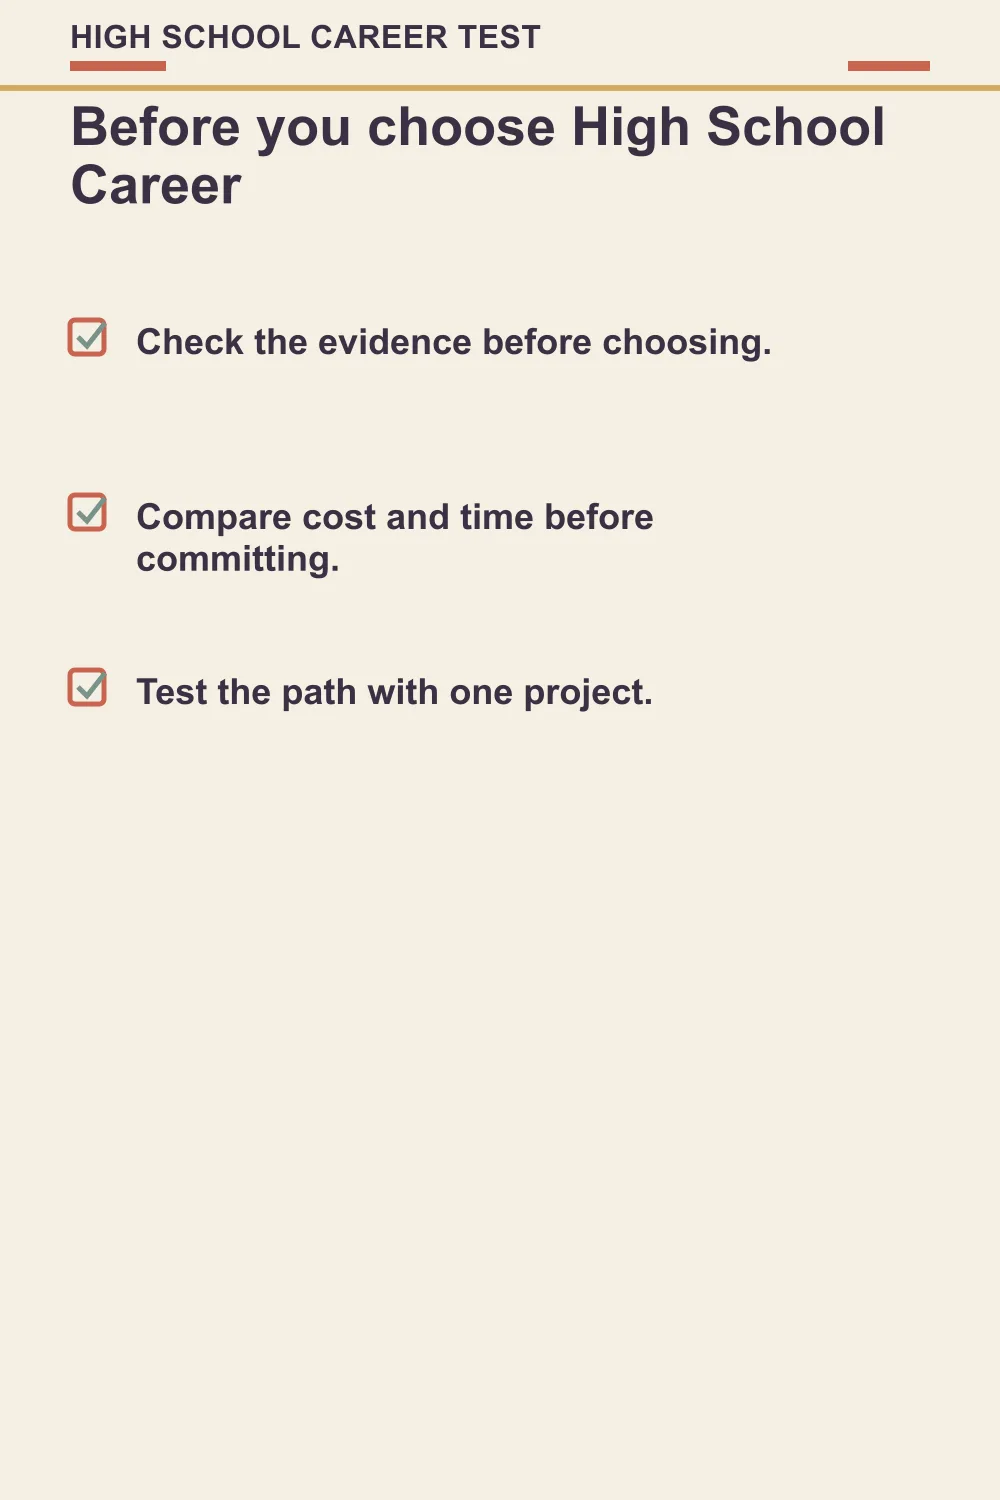 HIGH SCHOOL CAREER TEST
Before you choose High School
Career
Check the evidence before choosing.
Compare cost and time before
committing.
Test the path with one project.